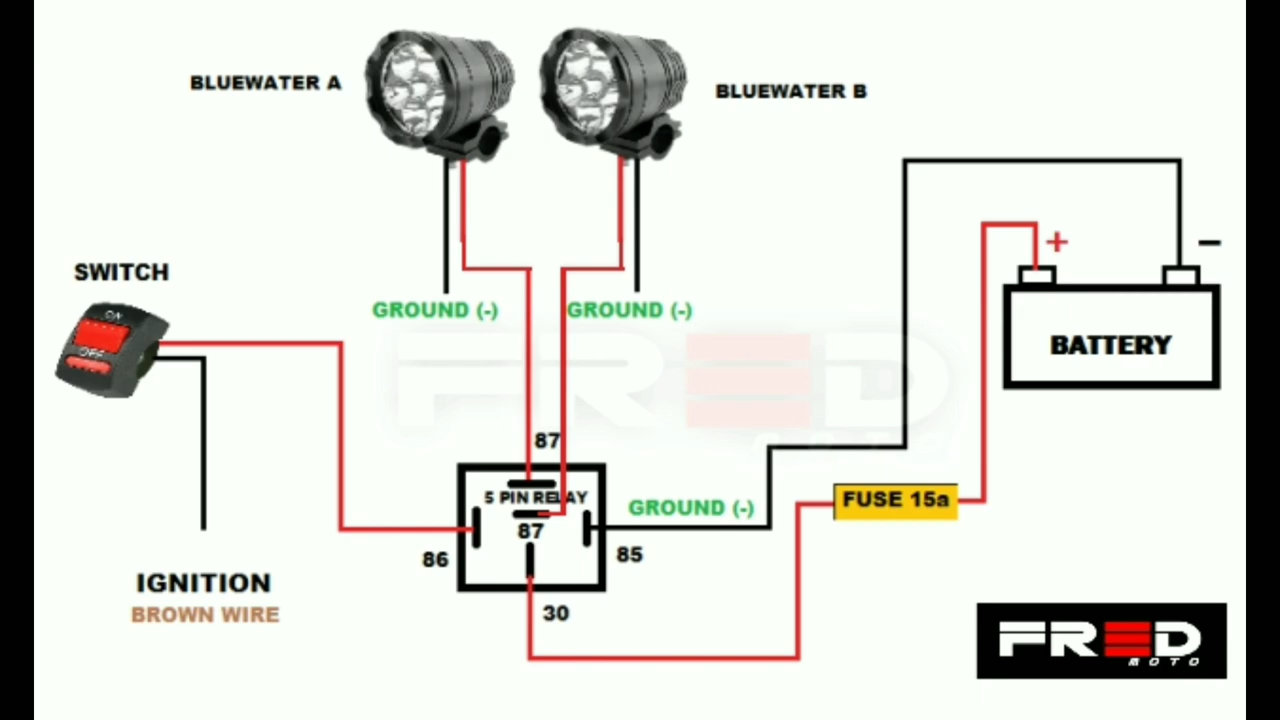 BLUEWATER A
BLUEWATER B
SWITCH
ON
OFF
GROUND (-)
GROUND (-)
+
−
BATTERY
FRED
87
5 PIN RELAY
87
GROUND (-)
FUSE 15a
86
85
30
IGNITION
BROWN WIRE
FRED
MOTO